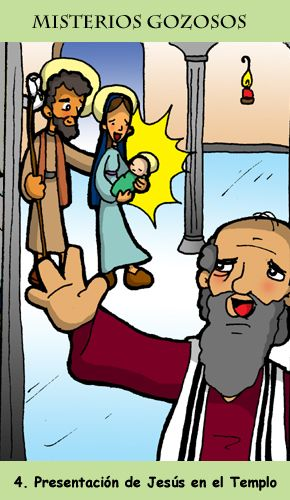 MISTERIOS GOZOSOS
4. Presentación de Jesús en el Templo